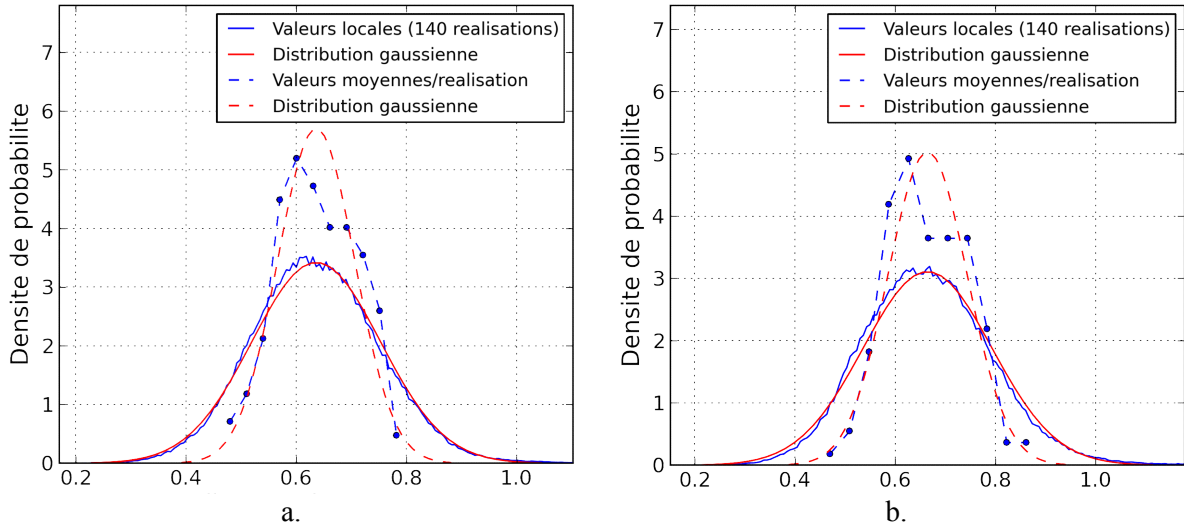 Valeurs locales (140 realisations)
Distribution gaussienne
Valeurs moyennes/realisation
Distribution gaussienne
Densite de probabilite
7
6
5
4
3
2
1
0
0.2 0.4 0.6 0.8 1.0
a.
Valeurs locales (140 realisations)
Distribution gaussienne
Valeurs moyennes/realisation
Distribution gaussienne
Densite de probabilite
7
6
5
4
3
2
1
0
0.2 0.4 0.6 0.8 1.0
b.